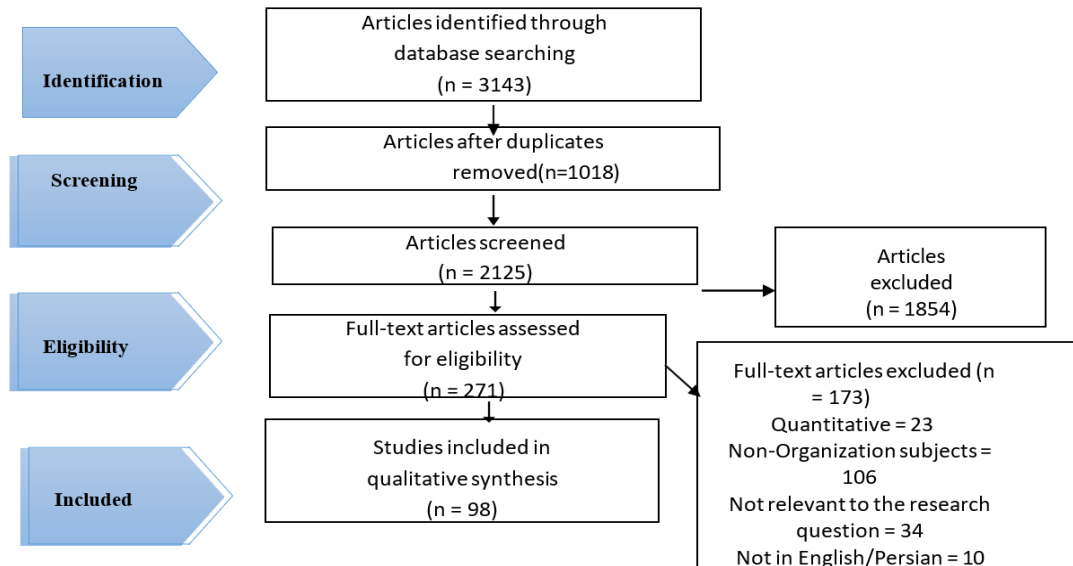 Identification
Articles identified through
database searching
(n = 3143)
Articles after duplicates
removed(n=1018)
Screening
Articles screened
(n = 2125)
Articles
excluded
(n = 1854)
Eligibility
Full-text articles assessed
for eligibility
(n = 271)
Full-text articles excluded (n
= 173)
Quantitative = 23
Non-Organization subjects =
106
Not relevant to the research
question = 34
Not in English/Persian = 10
Included
Studies included in
qualitative synthesis
(n = 98)